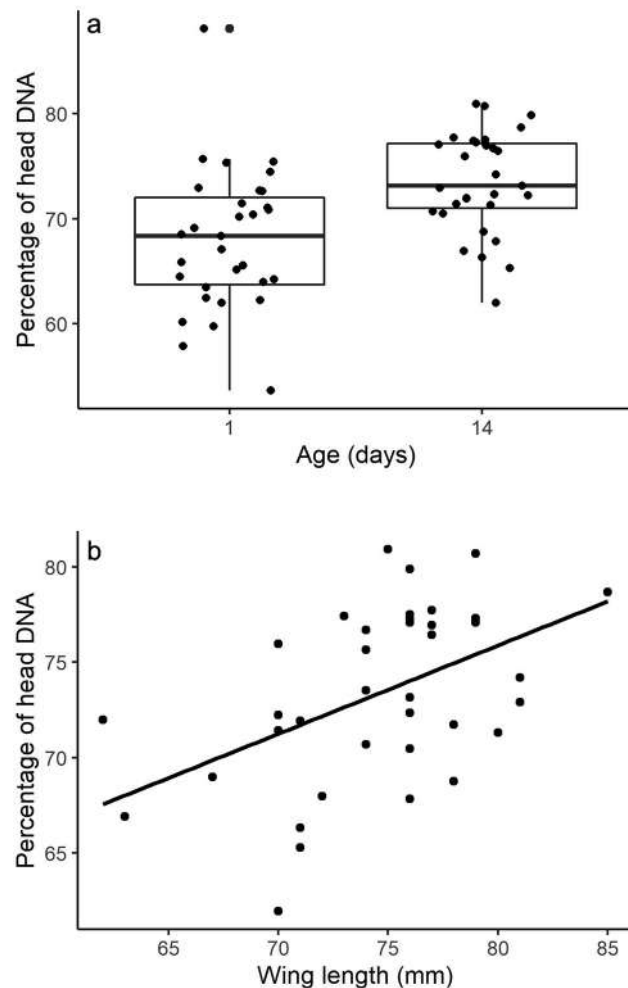 a
Percentage of head DNA
80
70
60
1
14
Age (days)
b
Percentage of head DNA
80
75
70
65
65
70
75
80
85
Wing length (mm)